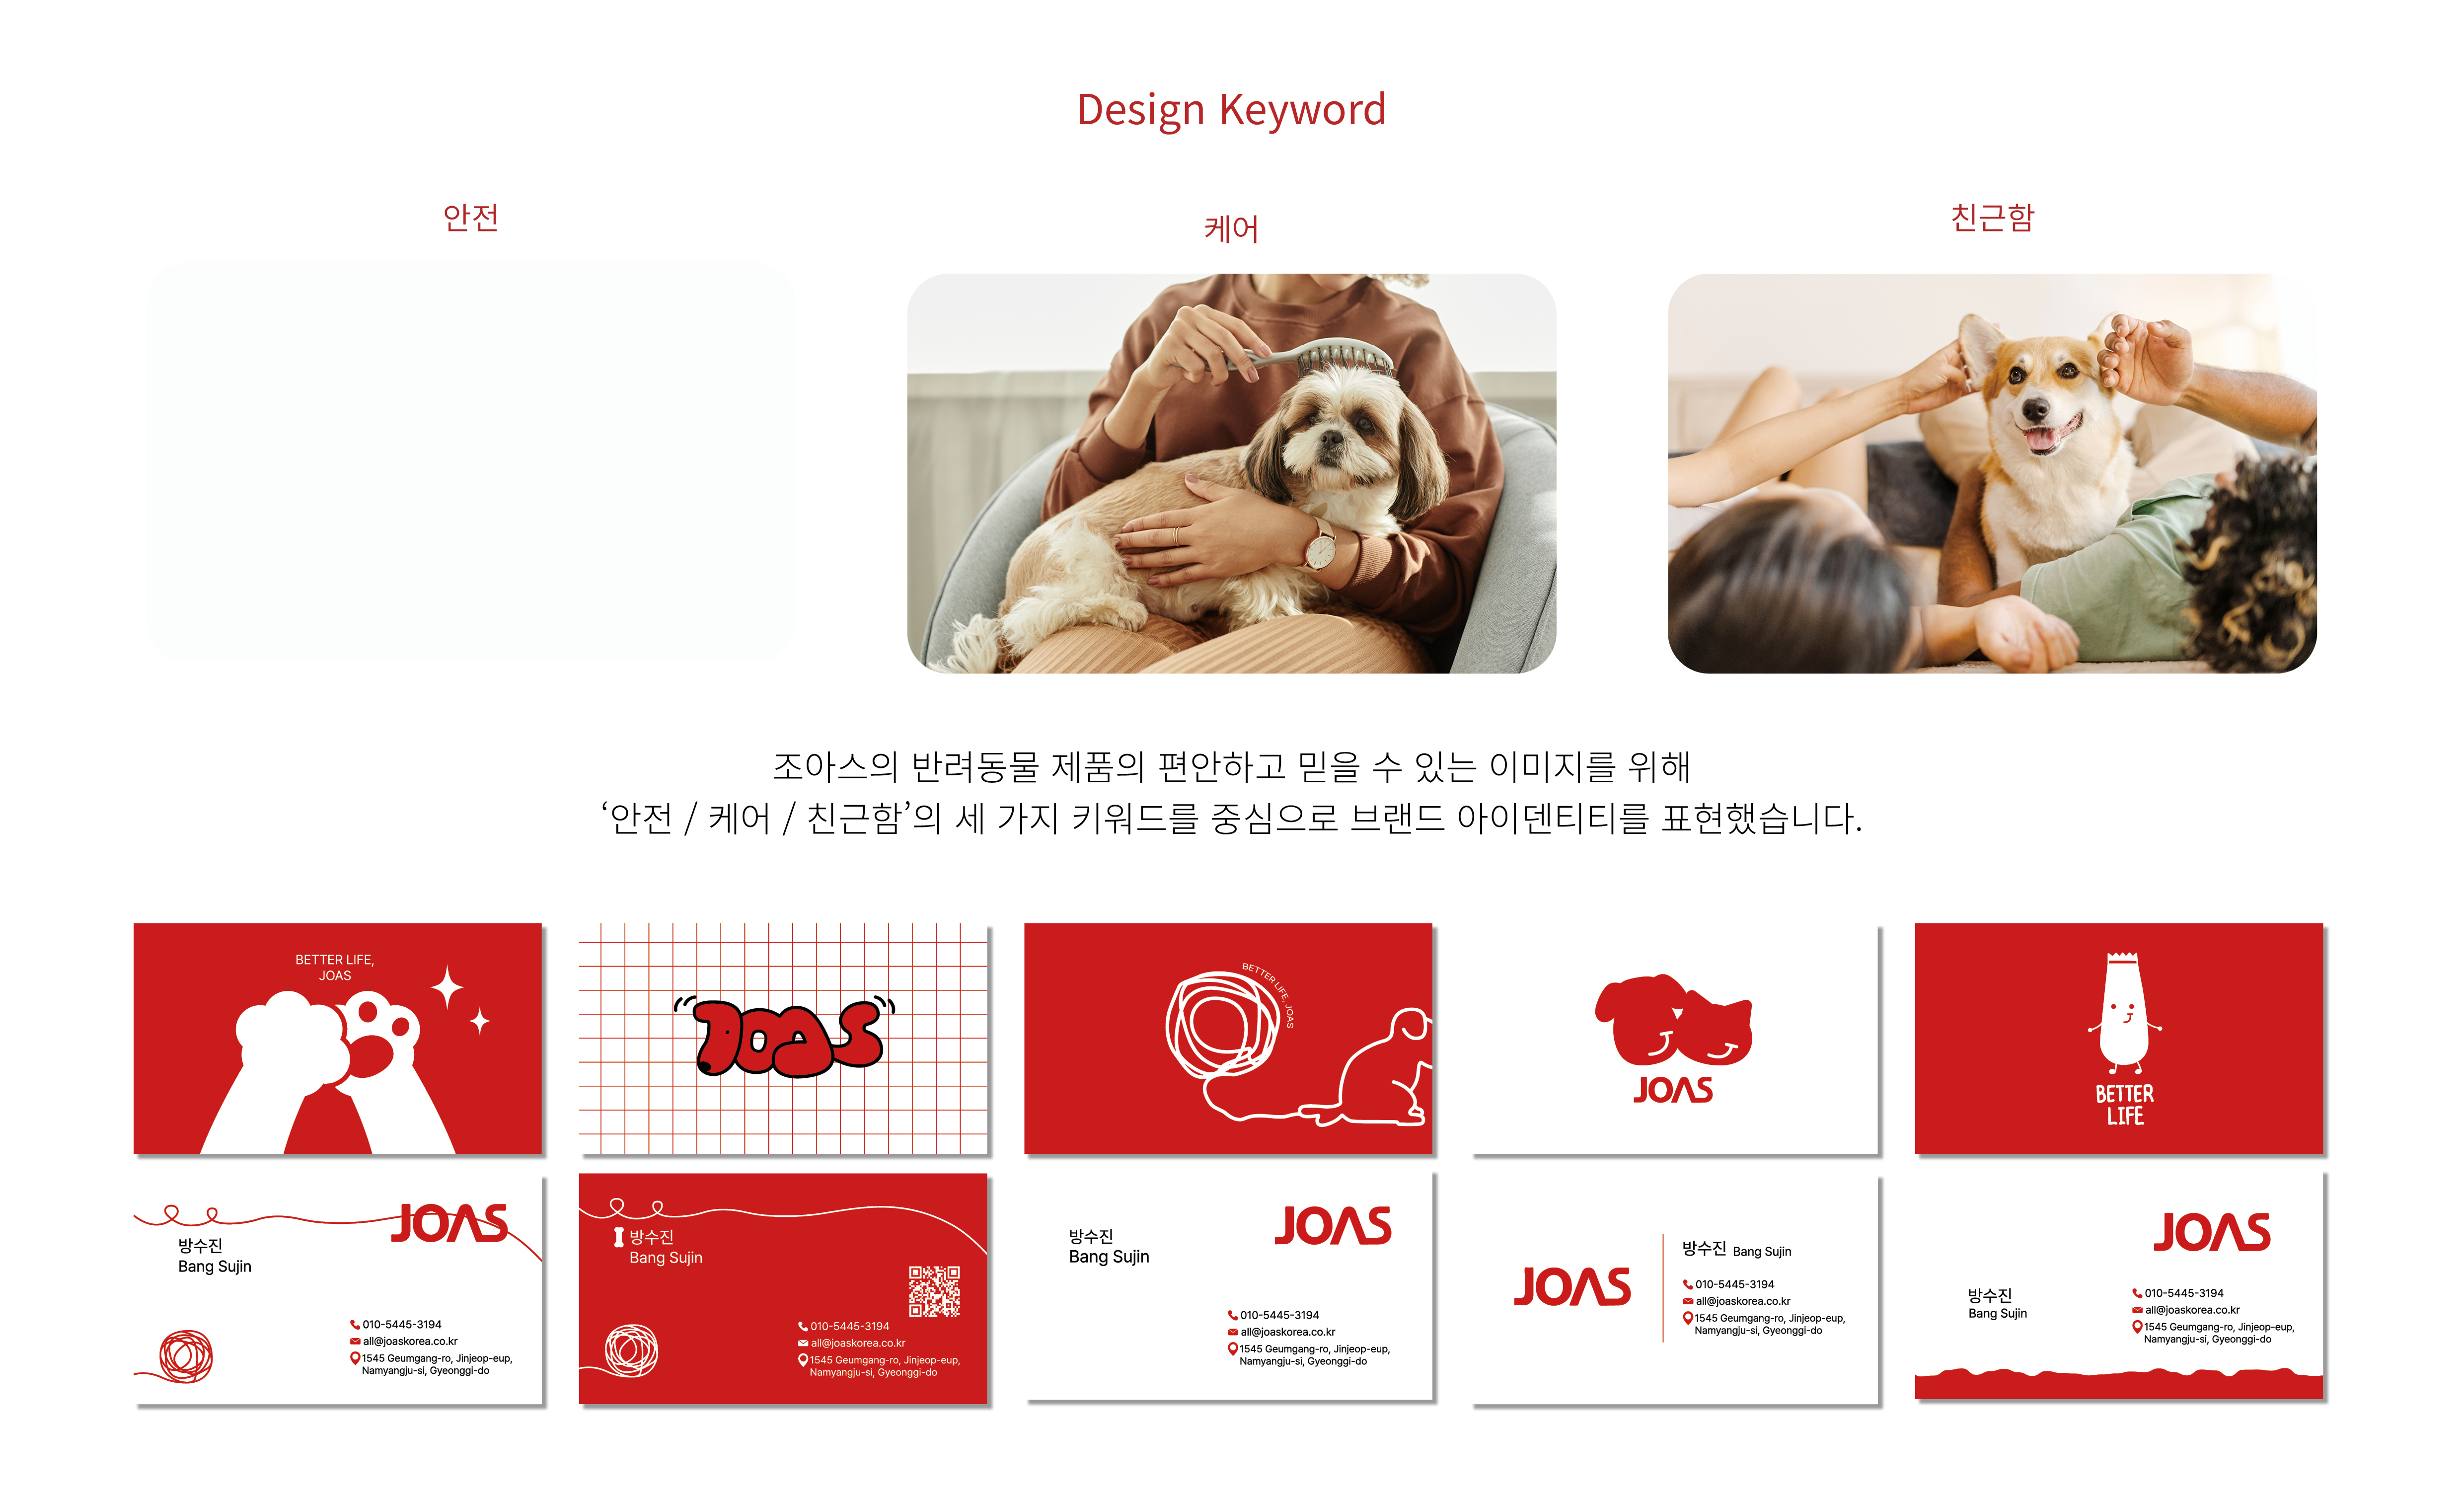 Design Keyword
안전
케어
친근함
조아스의 반려동물 제품의 편안하고 믿을 수 있는 이미지를 위해
‘안전 / 케어 / 친근함’의 세 가지 키워드를 중심으로 브랜드 아이덴티티를 표현했습니다.
BETTER LIFE,
JOAS
JOAS
BETTER LIFE, JOAS
JOAS
BETTER
LIFE
JOAS
방수진
Bang Sujin
010-5445-3194
all@joaskorea.co.kr
1545 Geumgang-ro, Jinjeop-eup,
Namyangju-si, Gyeonggi-do
방수진
Bang Sujin
010-5445-3194
all@joaskorea.co.kr
1545 Geumgang-ro, Jinjeop-eup,
Namyangju-si, Gyeonggi-do
JOAS
방수진
Bang Sujin
010-5445-3194
all@joaskorea.co.kr
1545 Geumgang-ro, Jinjeop-eup,
Namyangju-si, Gyeonggi-do
JOAS
방수진 Bang Sujin
010-5445-3194
all@joaskorea.co.kr
1545 Geumgang-ro, Jinjeop-eup,
Namyangju-si, Gyeonggi-do
JOAS
방수진
Bang Sujin
010-5445-3194
all@joaskorea.co.kr
1545 Geumgang-ro, Jinjeop-eup,
Namyangju-si, Gyeonggi-do